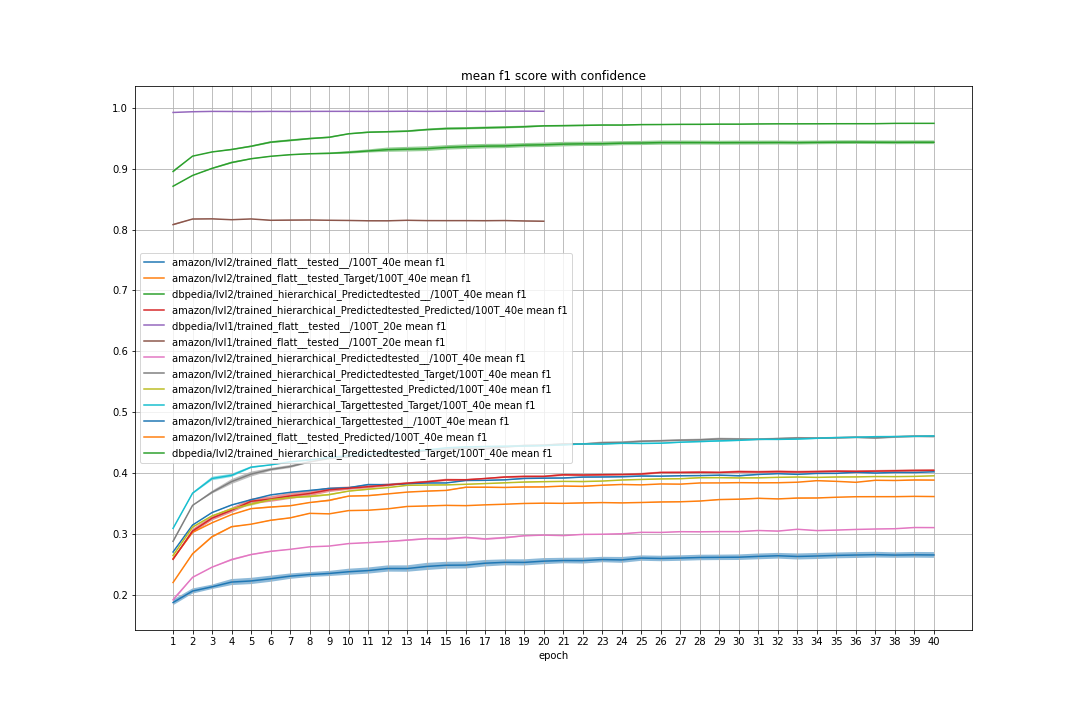 mean f1 score with confidence
1.0
0.9
0.8
0.7
0.6
0.5
0.4
0.3
0.2
amazon/lvl2/trained_flatt__tested__/100T_40e mean f1
amazon/lvl2/trained_flatt__tested_Target/100T_40e mean f1
dbpedia/lvl2/trained_hierarchical_Predictedtested__/100T_40e mean f1
amazon/lvl2/trained_hierarchical_Predictedtested_Predicted/100T_40e mean f1
dbpedia/lvl1/trained_flatt__tested__/100T_20e mean f1
amazon/lvl1/trained_flatt__tested__/100T_20e mean f1
amazon/lvl2/trained_hierarchical_Predictedtested__/100T_40e mean f1
amazon/lvl2/trained_hierarchical_Predictedtested_Target/100T_40e mean f1
amazon/lvl2/trained_hierarchical_Targettested_Predicted/100T_40e mean f1
amazon/lvl2/trained_hierarchical_Targettested_Target/100T_40e mean f1
amazon/lvl2/trained_hierarchical_Targettested__/100T_40e mean f1
amazon/lvl2/trained_flatt__tested_Predicted/100T_40e mean f1
dbpedia/lvl2/trained_hierarchical_Predictedtested_Target/100T_40e mean f1
1 2 3 4 5 6 7 8 9 10 11 12 13 14 15 16 17 18 19 20 21 22 23 24 25 26 27 28 29 30 31 32 33 34 35 36 37 38 39 40
epoch